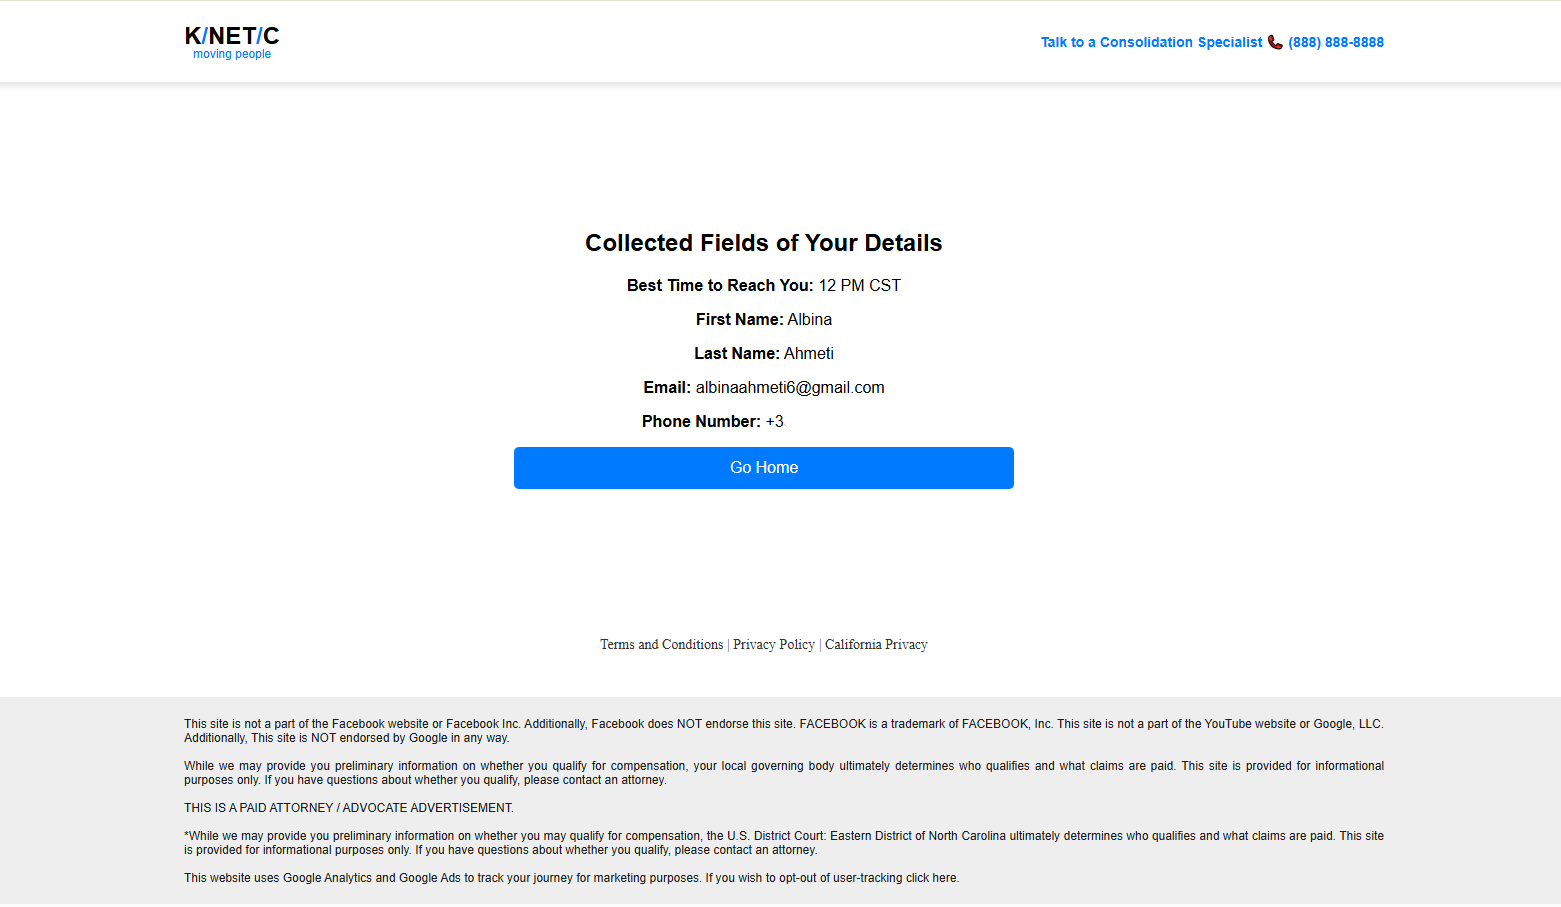 K/NET/C
moving people
Talk to a Consolidation Specialist (888) 888-8888
Collected Fields of Your Details
Best Time to Reach You: 12 PM CST
First Name: Albina
Last Name: Ahmeti
Email: albinaahmeti6@gmail.com
Phone Number: +3
Go Home
Terms and Conditions | Privacy Policy | California Privacy
This site is not a part of the Facebook website or Facebook Inc. Additionally, Facebook does NOT endorse this site. FACEBOOK is a trademark of FACEBOOK, Inc. This site is not a part of the YouTube website or Google, LLC.
Additionally, This site is NOT endorsed by Google in any way.
While we may provide you preliminary information on whether you qualify for compensation, your local governing body ultimately determines who qualifies and what claims are paid. This site is provided for informational
purposes only. If you have questions about whether you qualify, please contact an attorney.
THIS IS A PAID ATTORNEY / ADVOCATE ADVERTISEMENT.
*While we may provide you preliminary information on whether you may qualify for compensation, the U.S. District Court: Eastern District of North Carolina ultimately determines who qualifies and what claims are paid. This site
is provided for informational purposes only. If you have questions about whether you qualify, please contact an attorney.
This website uses Google Analytics and Google Ads to track your journey for marketing purposes. If you wish to opt-out of user-tracking click here.